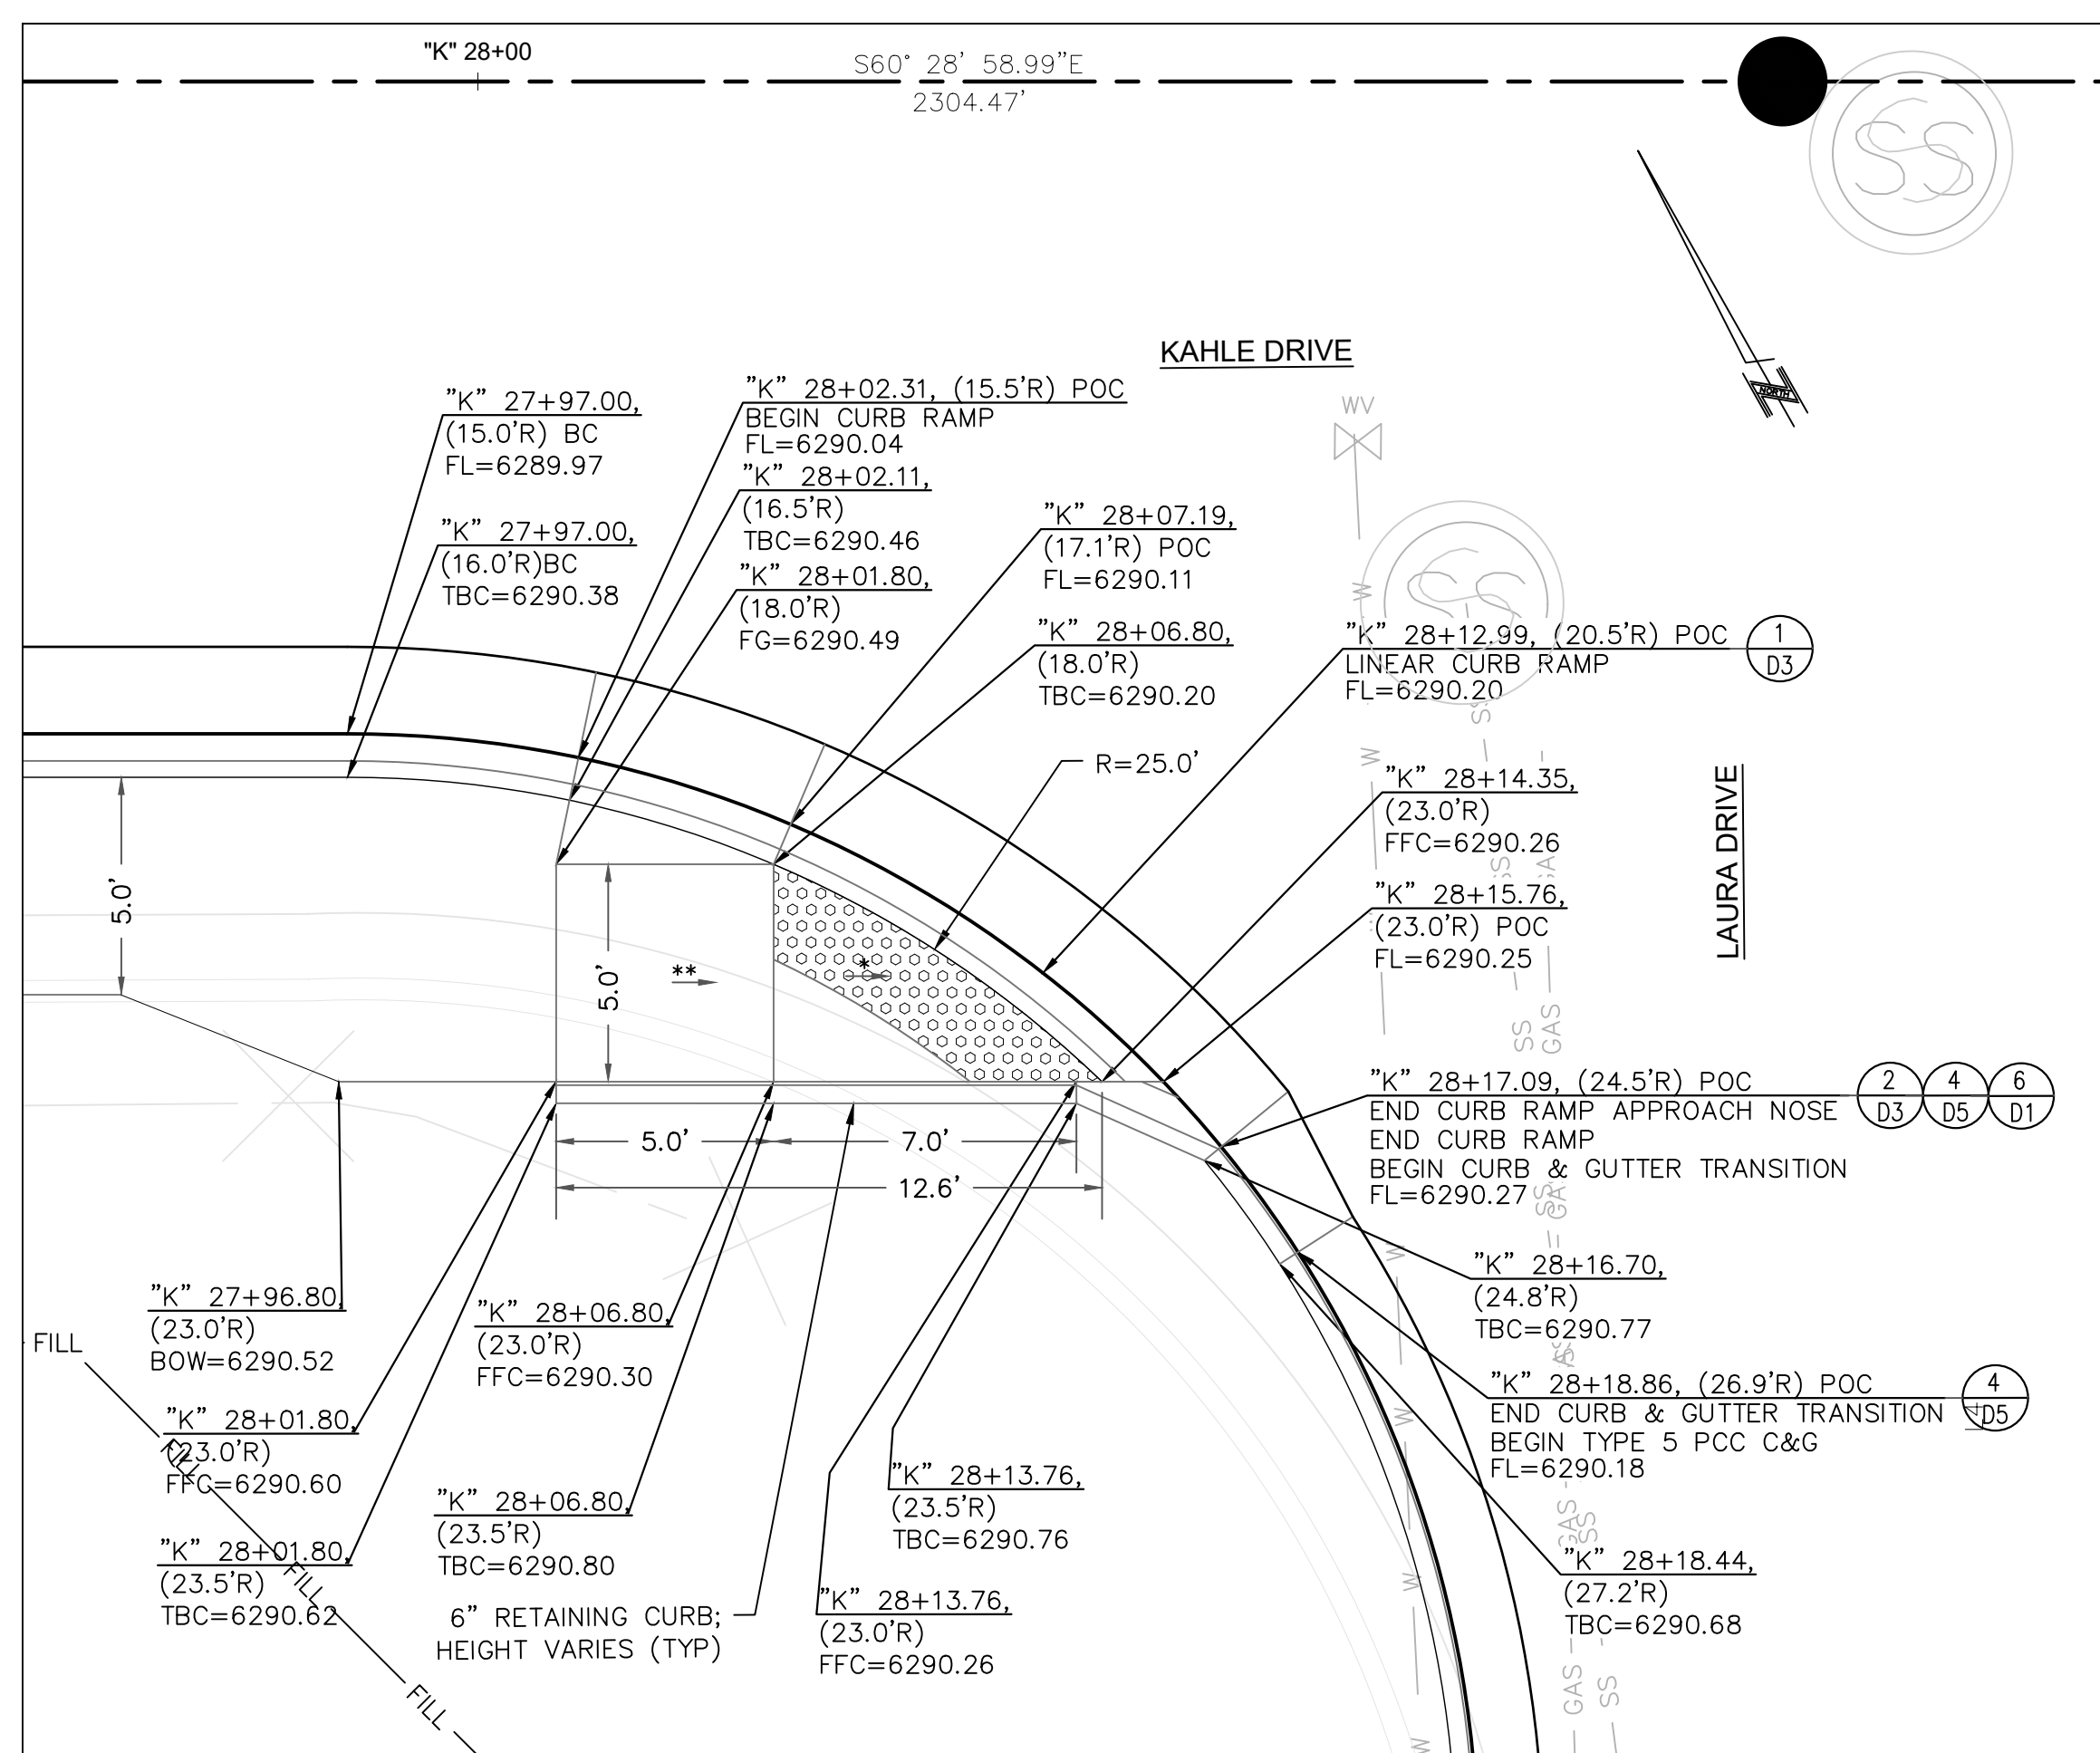 "K" 28+00
S60° 28' 58.99"E
2304.47'
SS
NORTH
KAHLE DRIVE
"K" 27+97.00,
(15.0'R) BC
FL=6289.97
"K" 27+97.00,
(16.0'R)BC
TBC=6290.38
"K" 28+02.31, (15.5'R) POC
BEGIN CURB RAMP
FL=6290.04
"K" 28+02.11,
(16.5'R)
TBC=6290.46
"K" 28+01.80,
(18.0'R)
FG=6290.49
"K" 28+07.19,
(17.1'R) POC
FL=6290.11
"K" 28+06.80,
(18.0'R)
TBC=6290.20
R=25.0'
WV
W
SS
"K" 28+12.99, (20.5'R) POC
LINEAR CURB RAMP
FL=6290.20
1
D3
W
"K" 28+14.35,
(23.0'R)
FFC=6290.26
"K" 28+15.76,
(23.0'R) POC
FL=6290.25
LAURA DRIVE
SS
SS
GAS
"K" 28+17.09, (24.5'R) POC
END CURB RAMP APPROACH NOSE
END CURB RAMP
BEGIN CURB & GUTTER TRANSITION
FL=6290.27
2
D3
4
D5
6
D1
5.0'
5.0'
**
*
5.0'
7.0'
12.6'
SS
W
"K" 28+16.70,
(24.8'R)
TBC=6290.77
"K" 28+18.86, (26.9'R) POC
END CURB & GUTTER TRANSITION
BEGIN TYPE 5 PCC C&G
FL=6290.18
4
D5
"K" 27+96.80,
(23.0'R)
BOW=6290.52
"K" 28+01.80,
(23.0'R)
FFC=6290.60
"K" 28+01.80,
(23.5'R)
TBC=6290.62
"K" 28+06.80,
(23.0'R)
FFC=6290.30
"K" 28+06.80,
(23.5'R)
TBC=6290.80
6" RETAINING CURB;
HEIGHT VARIES (TYP)
"K" 28+13.76,
(23.5'R)
TBC=6290.76
"K" 28+13.76,
(23.0'R)
FFC=6290.26
"K" 28+18.44,
(27.2'R)
TBC=6290.68
FILL
FILL
FILL
FILL
W
W
W
GAS
SS
GAS
SS